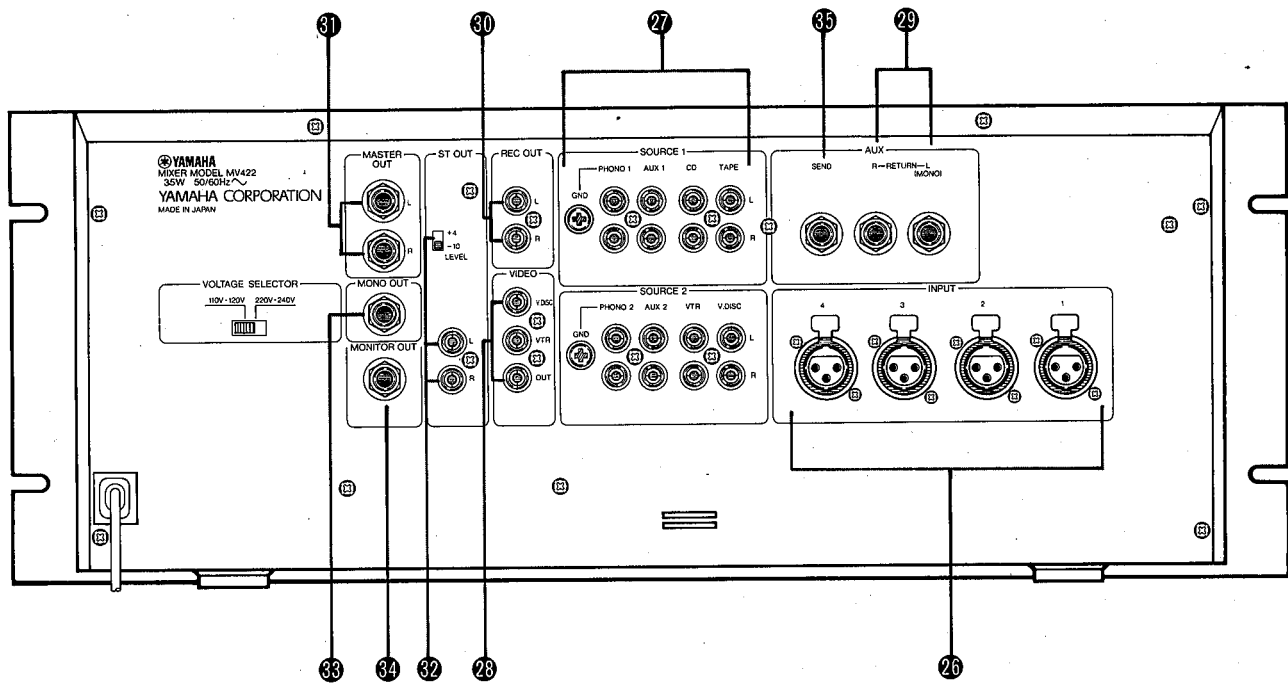 31 30 27 35 29
YAMAHA
MIXER MODEL MV422
35W 50/60Hz
YAMAHA CORPORATION
MADE IN JAPAN
VOLTAGE SELECTOR
110V-120V 220V-240V
MASTER
OUT
L
R
MONO OUT
MONITOR OUT
ST OUT
+4
-10
LEVEL
L
R
REC OUT
L
R
VIDEO
V.DISC
VTR
OUT
SOURCE 1
GND PHONO 1 AUX 1 CD TAPE
L
R
SOURCE 2
GND PHONO 2 AUX 2 VTR V.DISC
L
R
AUX
SEND R-RETURN-L
(MONO)
INPUT
4 3 2 1
33 34 32 28 26